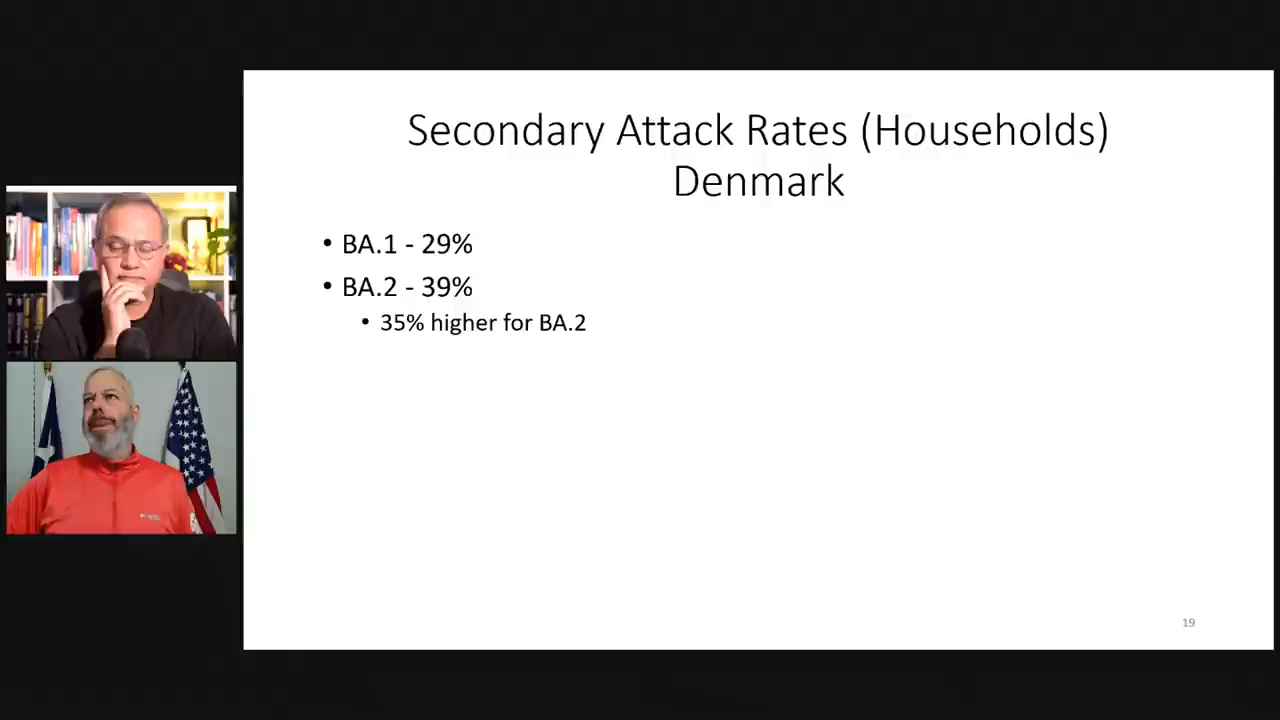 Secondary Attack Rates (Households)
Denmark
• BA.1 - 29%
• BA.2 - 39%
• 35% higher for BA.2
19